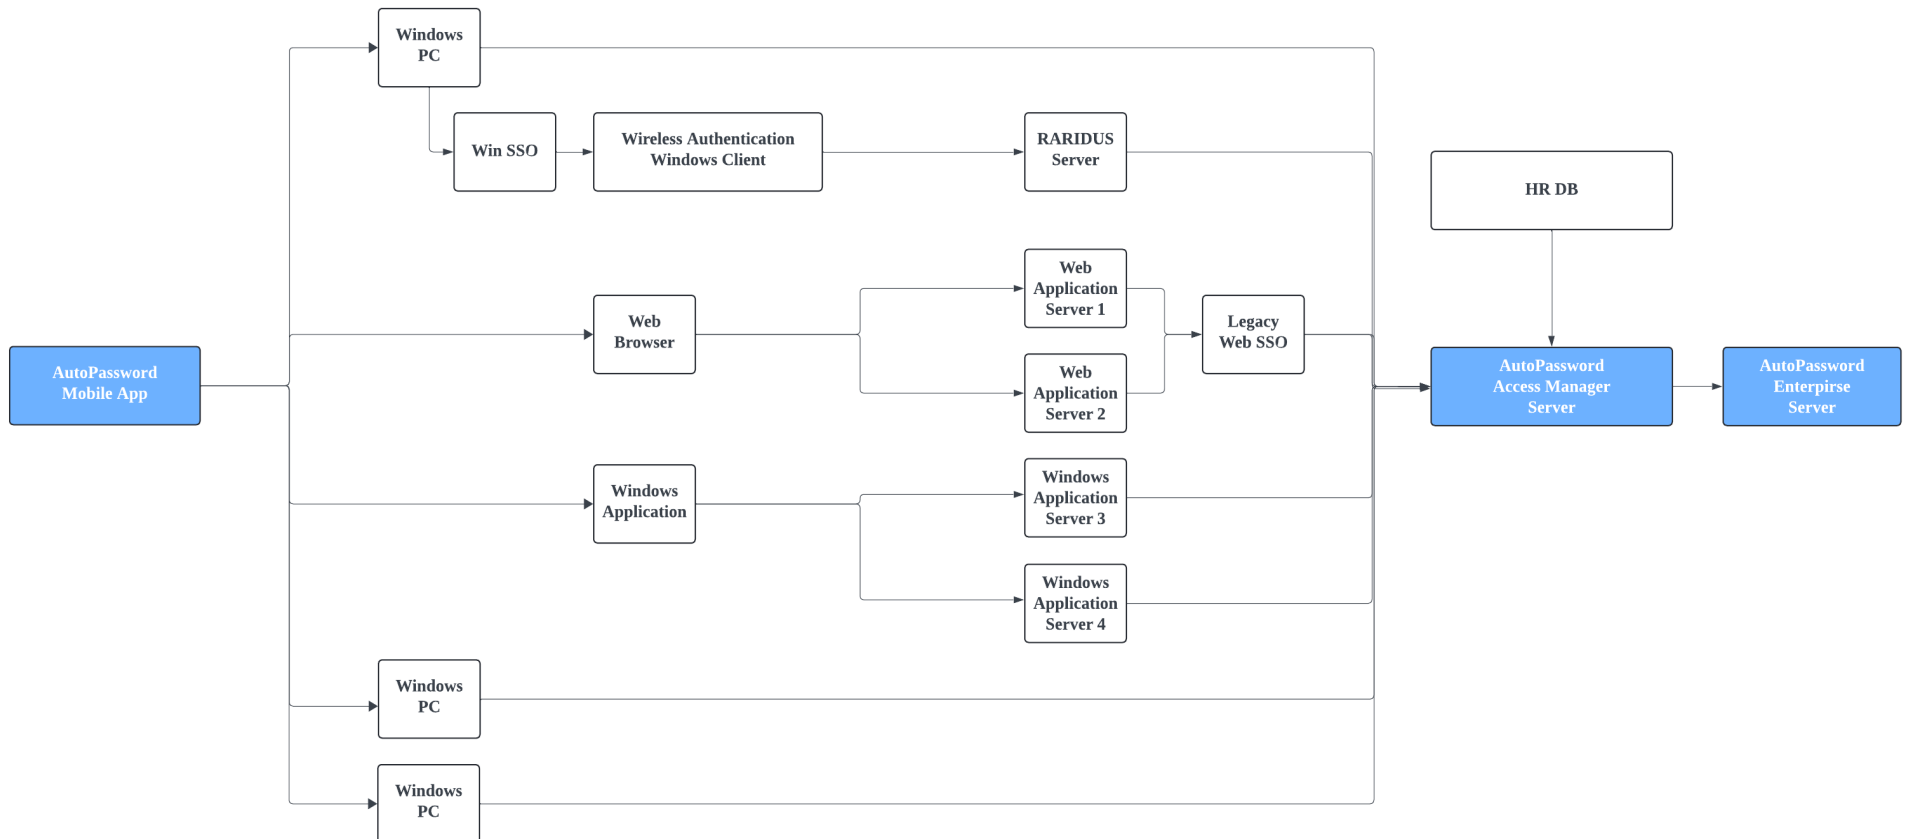 Windows
PC
Win SSO
Wireless Authentication
Windows Client
RARIDUS
Server
HR DB
Web
Application
Server 1
Web
Browser
Legacy
Web SSO
AutoPassword
Mobile App
Web
Application
Server 2
AutoPassword
Access Manager
Server
AutoPassword
Enterpirse
Server
Windows
Application
Windows
Application
Server 3
Windows
Application
Server 4
Windows
PC
Windows
PC